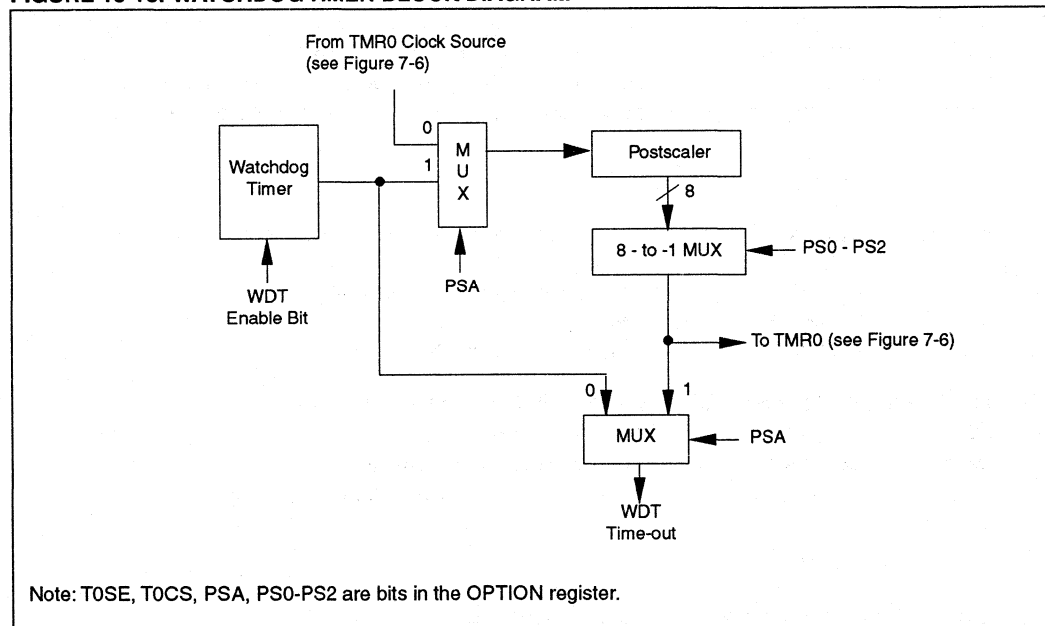 From TMR0 Clock Source
(see Figure 7-6)
0
1
M
U
X
Watchdog
Timer
Postscaler
8
8 - to -1 MUX
PS0 - PS2
PSA
WDT
Enable Bit
To TMR0 (see Figure 7-6)
0
1
MUX
PSA
WDT
Time-out
Note: T0SE, T0CS, PSA, PS0-PS2 are bits in the OPTION register.